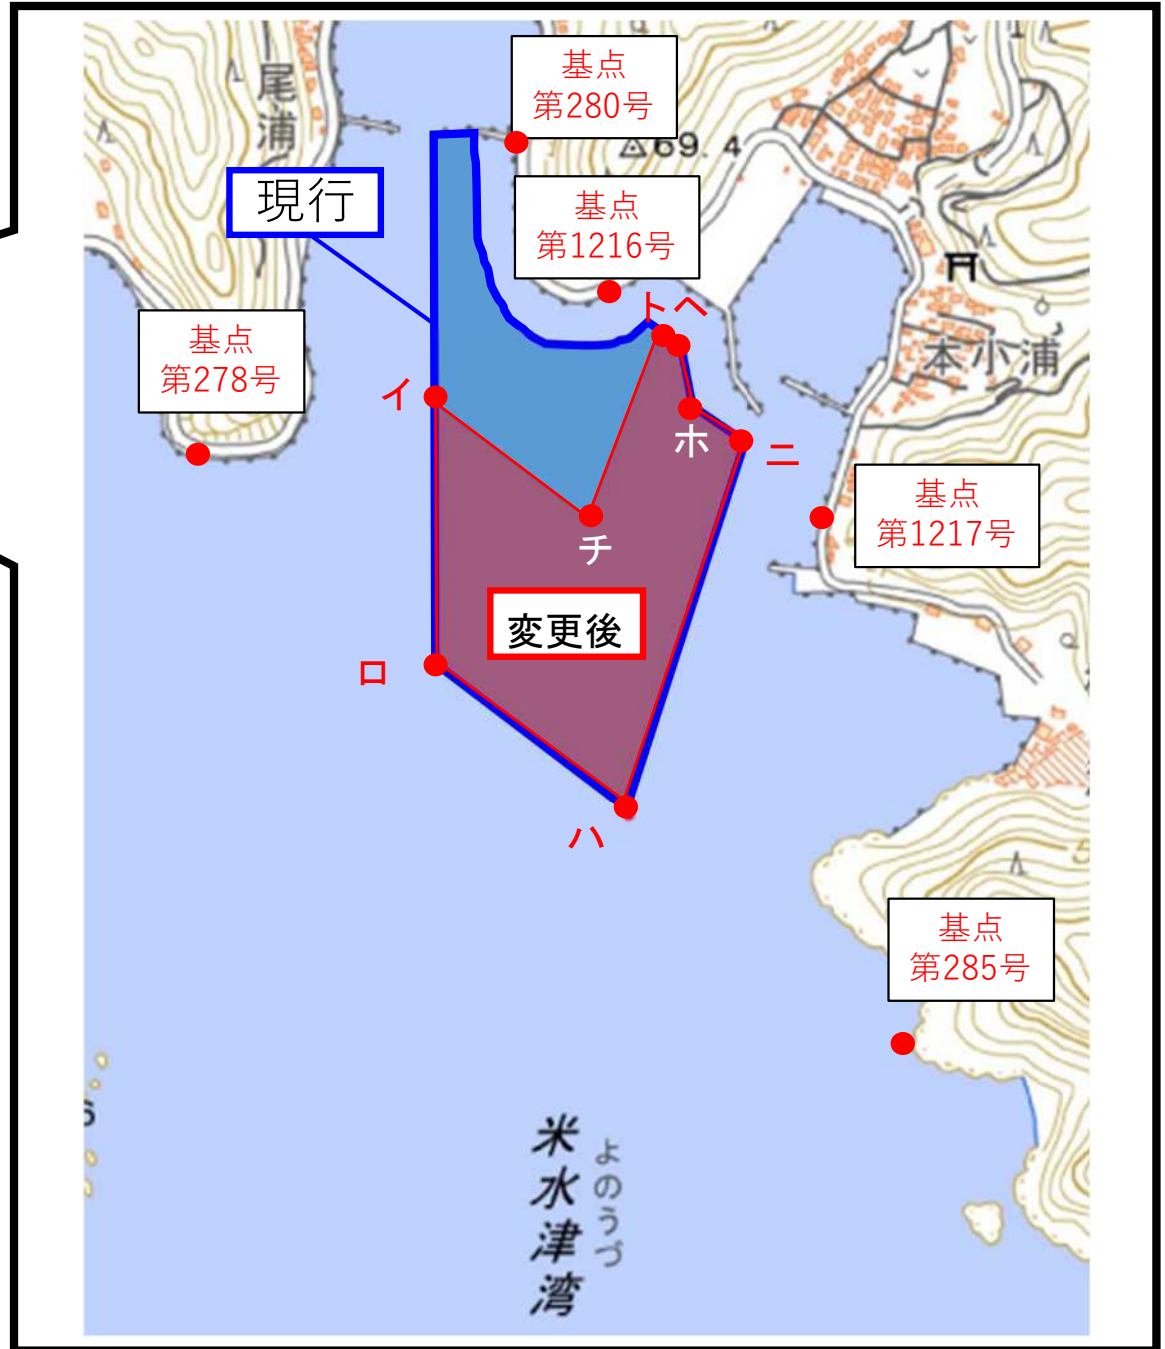 基点
第280号
尾浦
69.4
現行
基点
第1216号
ト
ヘ
基点
第278号
本小浦
イ
ホ
ニ
基点
第1217号
チ
変更後
ロ
ハ
基点
第285号
米水津湾
よのうづ